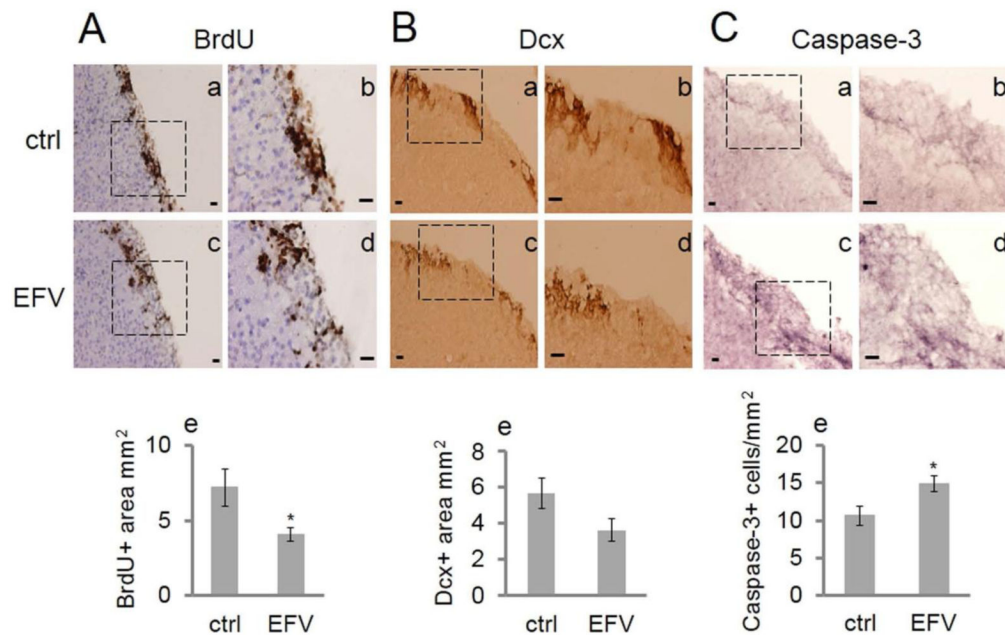 A B C
BrdU Dcx Caspase-3
ctrl a b a b a b
EFV c d c d c d
e
10
5
0
BrdU+ area mm²
*
ctrl EFV
e
6
4
2
0
Dcx+ area mm²
ctrl EFV
e
20
15
10
5
0
Caspase-3+ cells/mm²
*
ctrl EFV